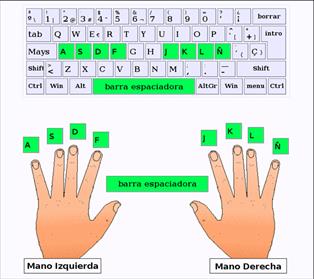 º ª \ ! 1 | " 2 @ · 3 # $ 4 % 5 & 6 ¬ / 7 ( 8 ) 9 = 0 ? ' ¿ ¡ borrar
tab Q W E € R T Y U I O P ^ ` [ * + ] intro
Mays A S D F G H J K L Ñ ¨ ´ { Ç }
Shift > < Z X C V B N M ; , : . _ - Shift
Ctrl Win Alt barra espaciadora AltGr Win menu Ctrl
A S D F J K L Ñ
barra espaciadora
Mano Izquierda Mano Derecha